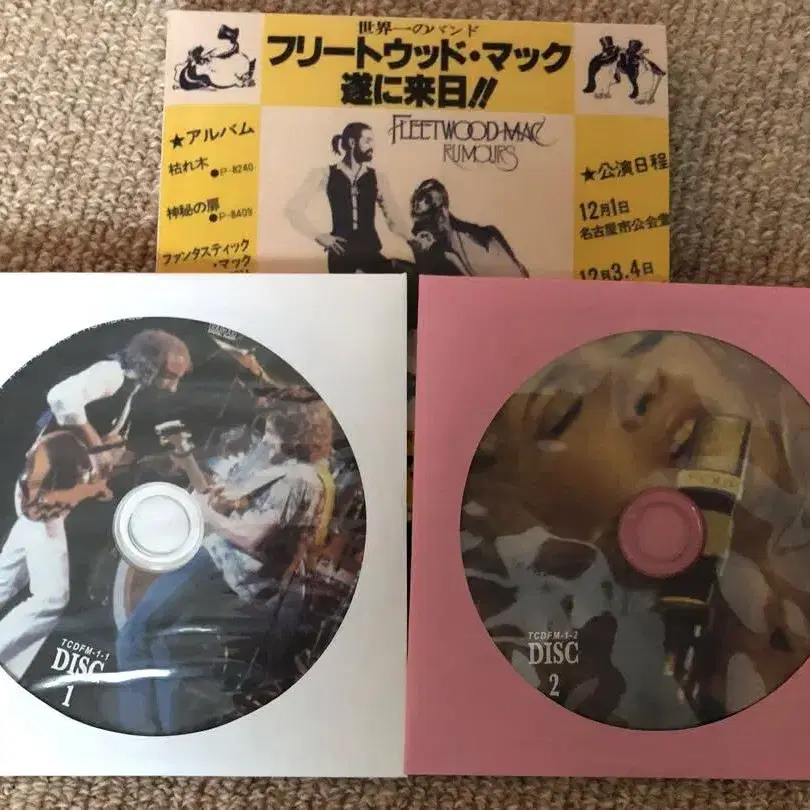 世界一のバンド
フリートウッド・マック
遂に来日!!
FLEETWOOD MAC
RUMOURS
★アルバム
枯れ木
●P-8240
神秘の扉
●P-8409
ファンタスティック
・マック
★公演日程
12月1日
名古屋市公会堂
12月3.4日
TCDFM-1-1
DISC
1
TCDFM-1-2
DISC
2